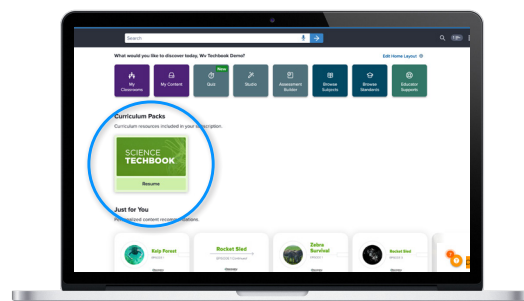 Search
What would you like to discover today, Wv Techbook Demo?
Edit Home Layout
New
My
Classrooms
My Content
Quiz
Studio
Assessment
Builder
Browse
Subjects
Browse
Standards
Educator
Supports
Curriculum Packs
Curriculum resources included in your subscription.
SCIENCE
TECHBOOK
Resume
Just for You
Personalized content recommendations.
Kelp Forest
Rocket Sled
Zebra
Survival
Rocket Sled